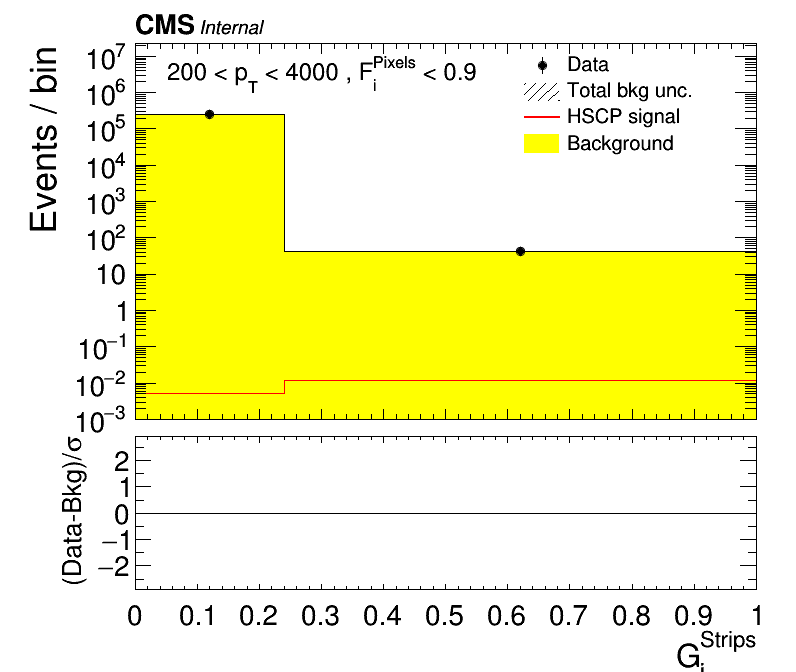 CMS Internal
200 < p_T < 4000 , F_i^Pixels < 0.9
Data
Total bkg unc.
HSCP signal
Background
Events / bin
10^7
10^6
10^5
10^4
10^3
10^2
10
1
10^−1
10^−2
10^−3
(Data-Bkg)/σ
2
1
0
−1
−2
0 0.1 0.2 0.3 0.4 0.5 0.6 0.7 0.8 0.9 1
G_i^Strips